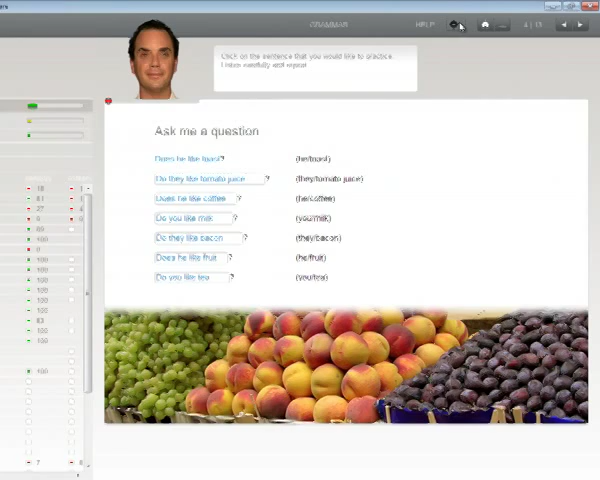 GRAMMAR
HELP
4 | 13
Click on the sentence that you would like to practice.
Listen carefully and repeat.
Ask me a question
Does he like toast? (he/toast)
Do they like tomato juice ? (they/tomato juice)
Does he like coffee ? (he/coffee)
Do you like milk ? (you/milk)
Do they like bacon ? (they/bacon)
Does he like fruit ? (he/fruit)
Do you like tea ? (you/tea)